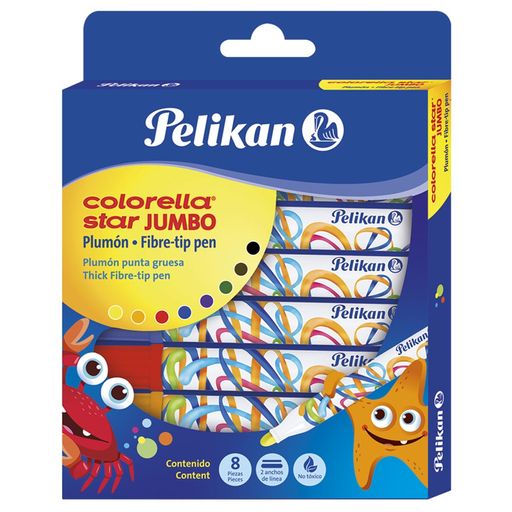 Pelikan
colorella®
star JUMBO
Plumón • Fibre-tip pen
Plumón punta gruesa
Thick Fibre-tip pen
Pelikan
Pelikan
Pelikan
Pelikan
Pelikan
Pelikan
Contenido
Content
8
Piezas
Pieces
2 anchos
de línea
No tóxico
colorella® star
JUMBO
Plumón • Fibre-tip pen
Pelikan